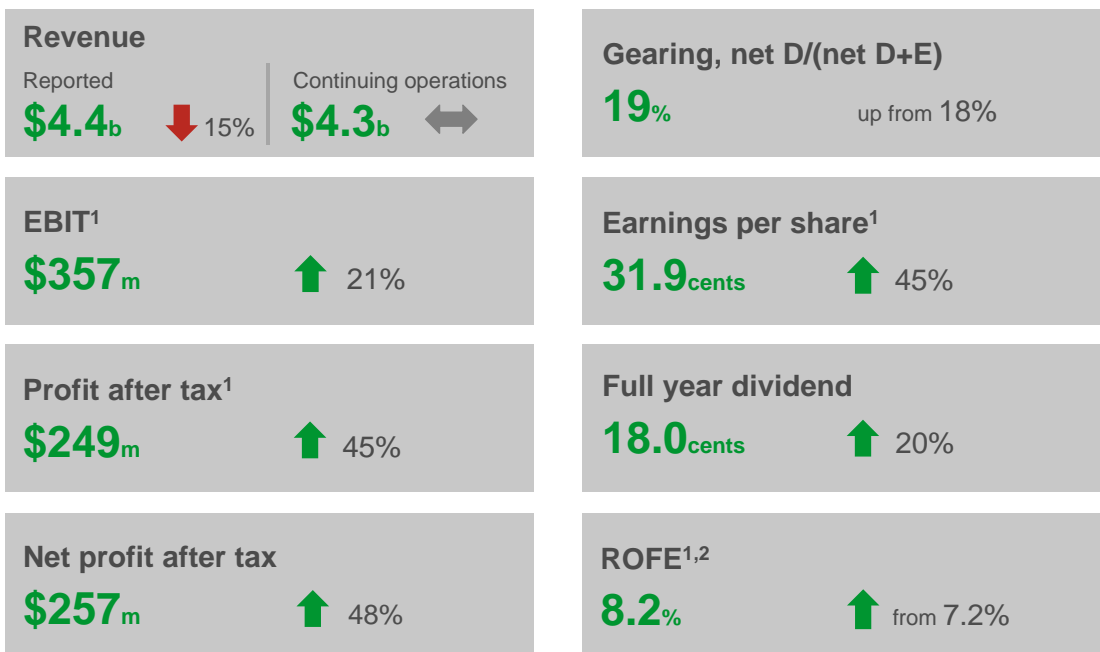 Revenue
Reported
Continuing operations
$4.4b
15%
$4.3b
Gearing, net D/(net D+E)
19%
up from 18%
EBIT1
$357m
21%
Earnings per share1
31.9cents
45%
Profit after tax1
$249m
45%
Full year dividend
18.0cents
20%
Net profit after tax
$257m
48%
ROFE1,2
8.2%
from 7.2%